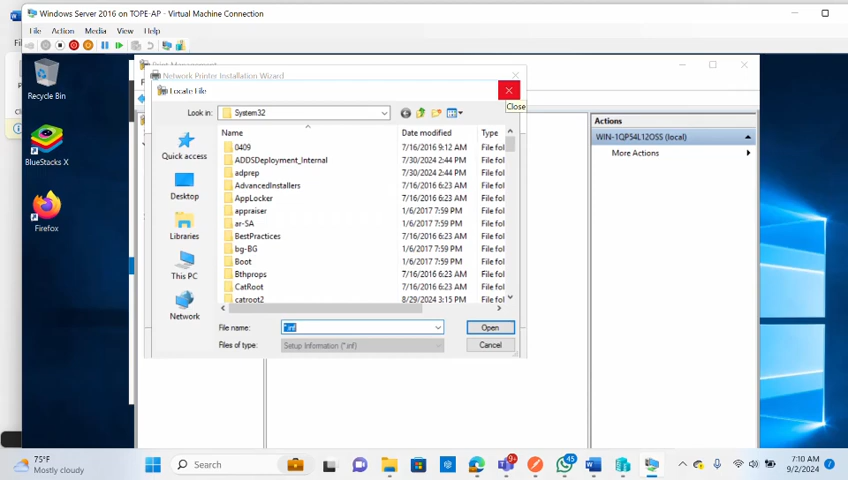 Windows Server 2016 on TOPE-AP - Virtual Machine Connection
File Action Media View Help
Print Management
Network Printer Installation Wizard
Locate File
Close
Look in: System32
Name Date modified Type
0409 7/16/2016 9:12 AM File fol
ADDSDeployment_Internal 7/30/2024 2:44 PM File fol
adprep 7/30/2024 2:44 PM File fol
AdvancedInstallers 7/16/2016 6:23 AM File fol
AppLocker 7/16/2016 6:23 AM File fol
appraiser 1/6/2017 7:59 PM File fol
ar-SA 7/16/2016 6:23 AM File fol
BestPractices 7/16/2016 6:23 AM File fol
bg-BG 1/6/2017 7:59 PM File fol
Boot 1/6/2017 7:59 PM File fol
Bthprops 7/16/2016 6:23 AM File fol
CatRoot 7/16/2016 6:23 AM File fol
catroot2 8/29/2024 3:15 PM File fol
Quick access
Desktop
Libraries
This PC
Network
File name: *.inf Open
Files of type: Setup Information (*.inf) Cancel
Actions
WIN-1QPS4L12OSS (local)
More Actions
Recycle Bin
BlueStacks X
Firefox
75°F
Mostly cloudy
Search
9+
45
7:10 AM
9/2/2024